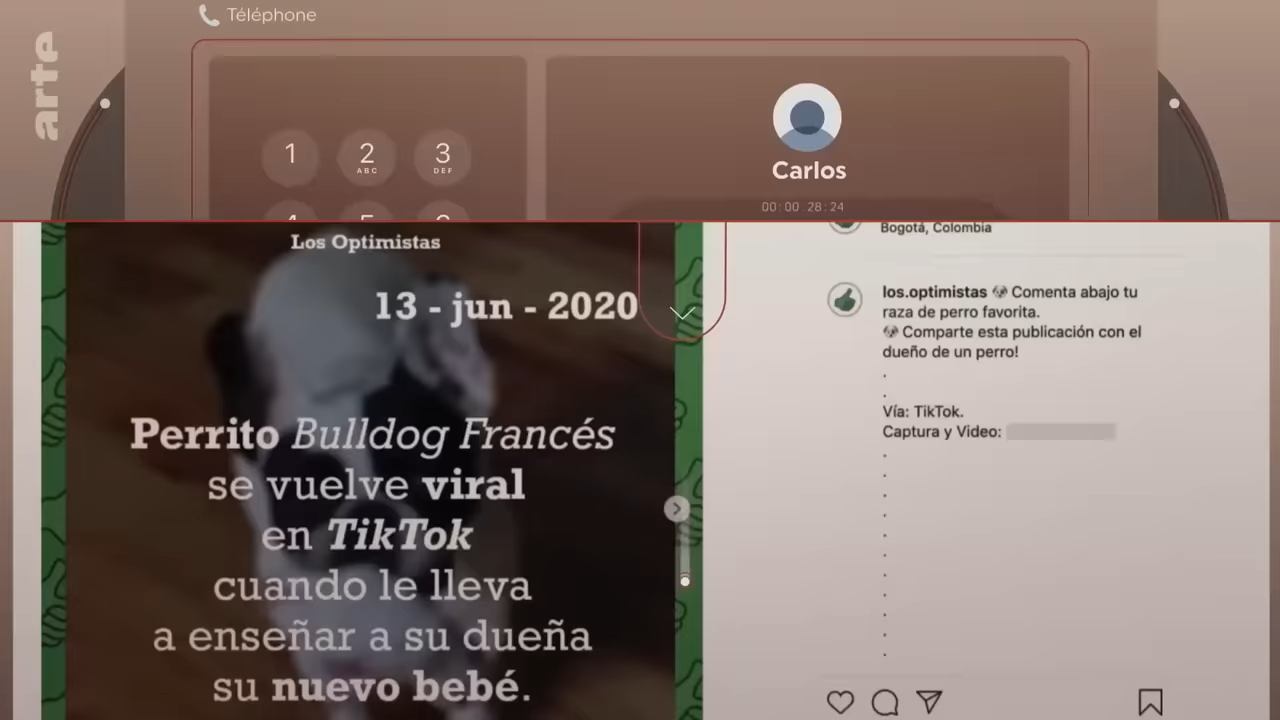 arte
Téléphone
1
2
ABC
3
DEF
Carlos
00:00 28:24
Los Optimistas
13 - jun - 2020
Perrito Bulldog Francés
se vuelve viral
en TikTok
cuando le lleva
a enseñar a su dueña
su nuevo bebé.
Bogotá, Colombia
los.optimistas 🐶 Comenta abajo tu
raza de perro favorita.
🐶 Comparte esta publicación con el
dueño de un perro!
.
.
Vía: TikTok.
Captura y Video:
.
.
.
.
.
.
.
.
.
.
.